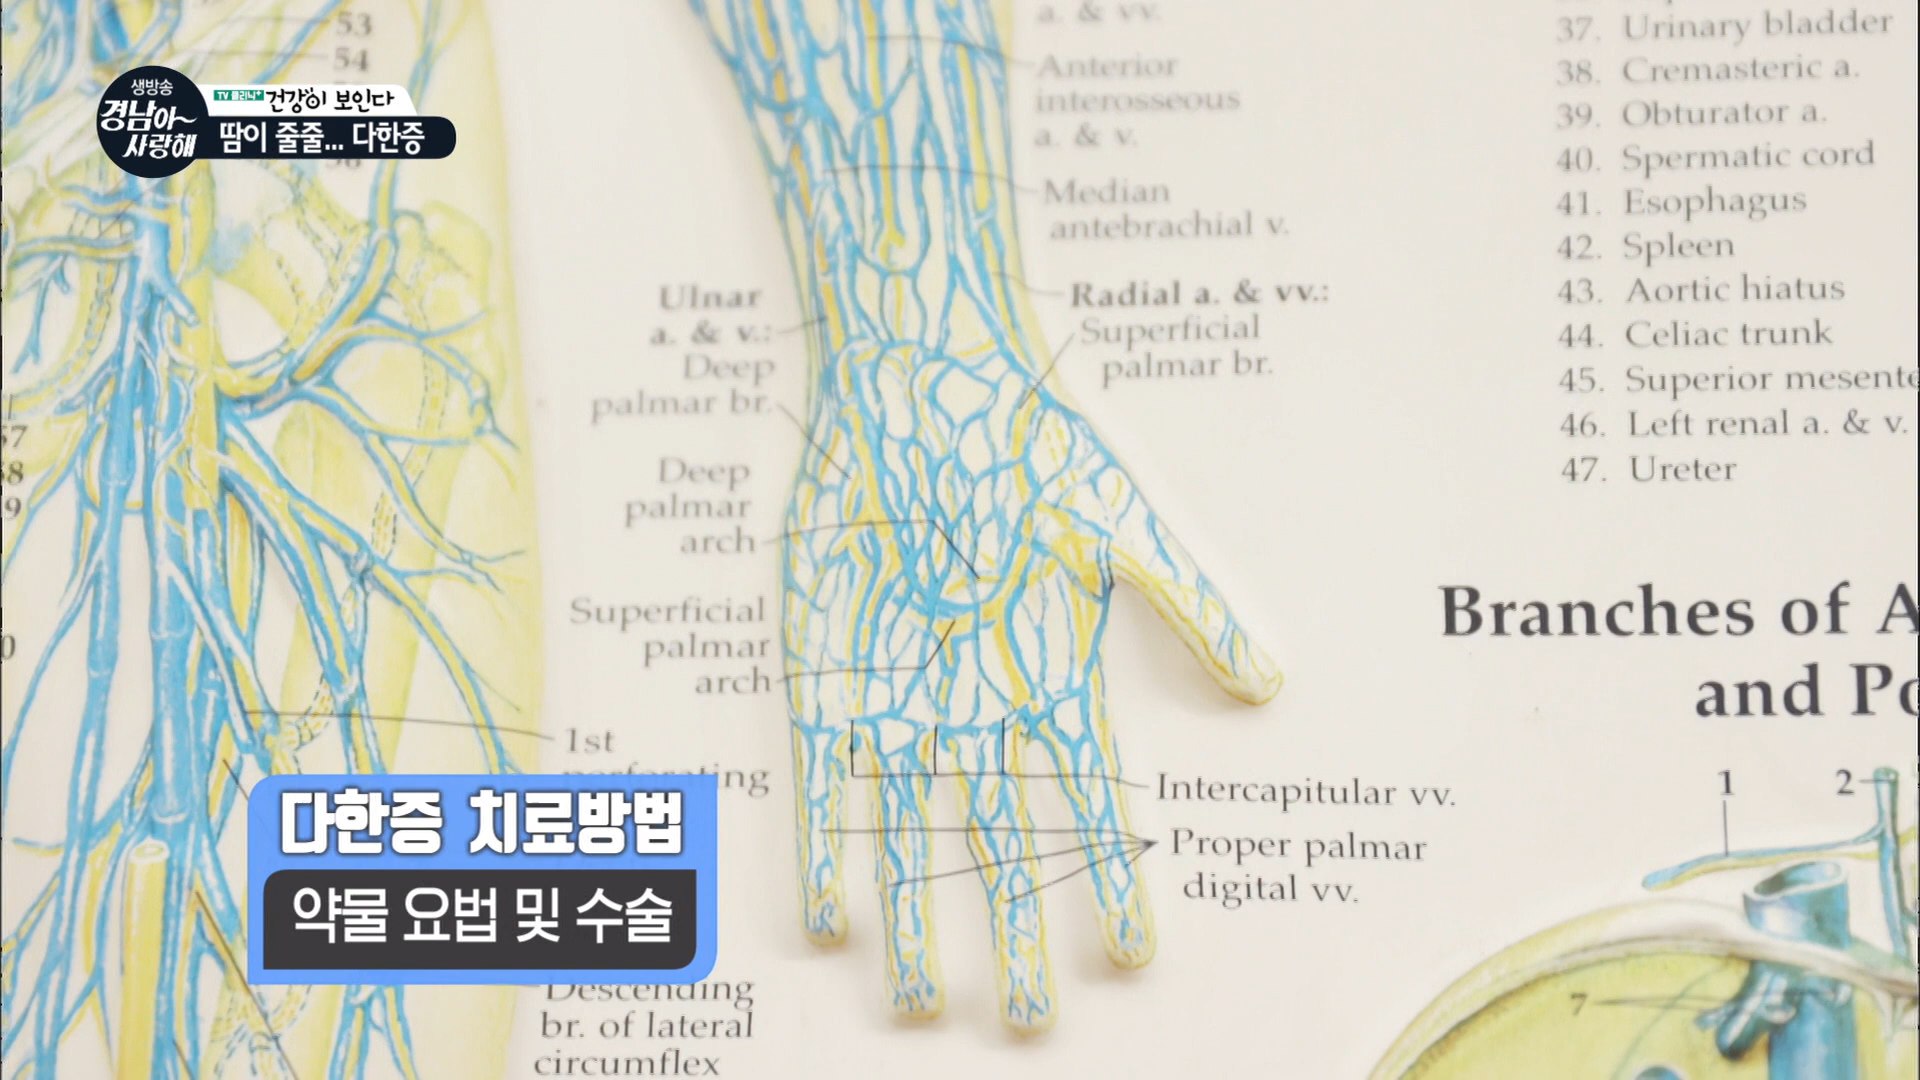 생방송
경남아~
사랑해
TV 클리닉+ 건강이 보인다
땀이 줄줄... 다한증
53
54
a. & vv.
Anterior
interosseous
a. & v.
Median
antebrachial v.
Ulnar
a. & v.:
Deep
palmar br.
Radial a. & vv.:
Superficial
palmar br.
Deep
palmar
arch
Superficial
palmar
arch
1st
perforating
Intercapitular vv.
Proper palmar
digital vv.
Descending
br. of lateral
circumflex
37. Urinary bladder
38. Cremasteric a.
39. Obturator a.
40. Spermatic cord
41. Esophagus
42. Spleen
43. Aortic hiatus
44. Celiac trunk
45. Superior mesente
46. Left renal a. & v.
47. Ureter
Branches of A
and Po
1
2
7
다한증 치료방법
약물 요법 및 수술